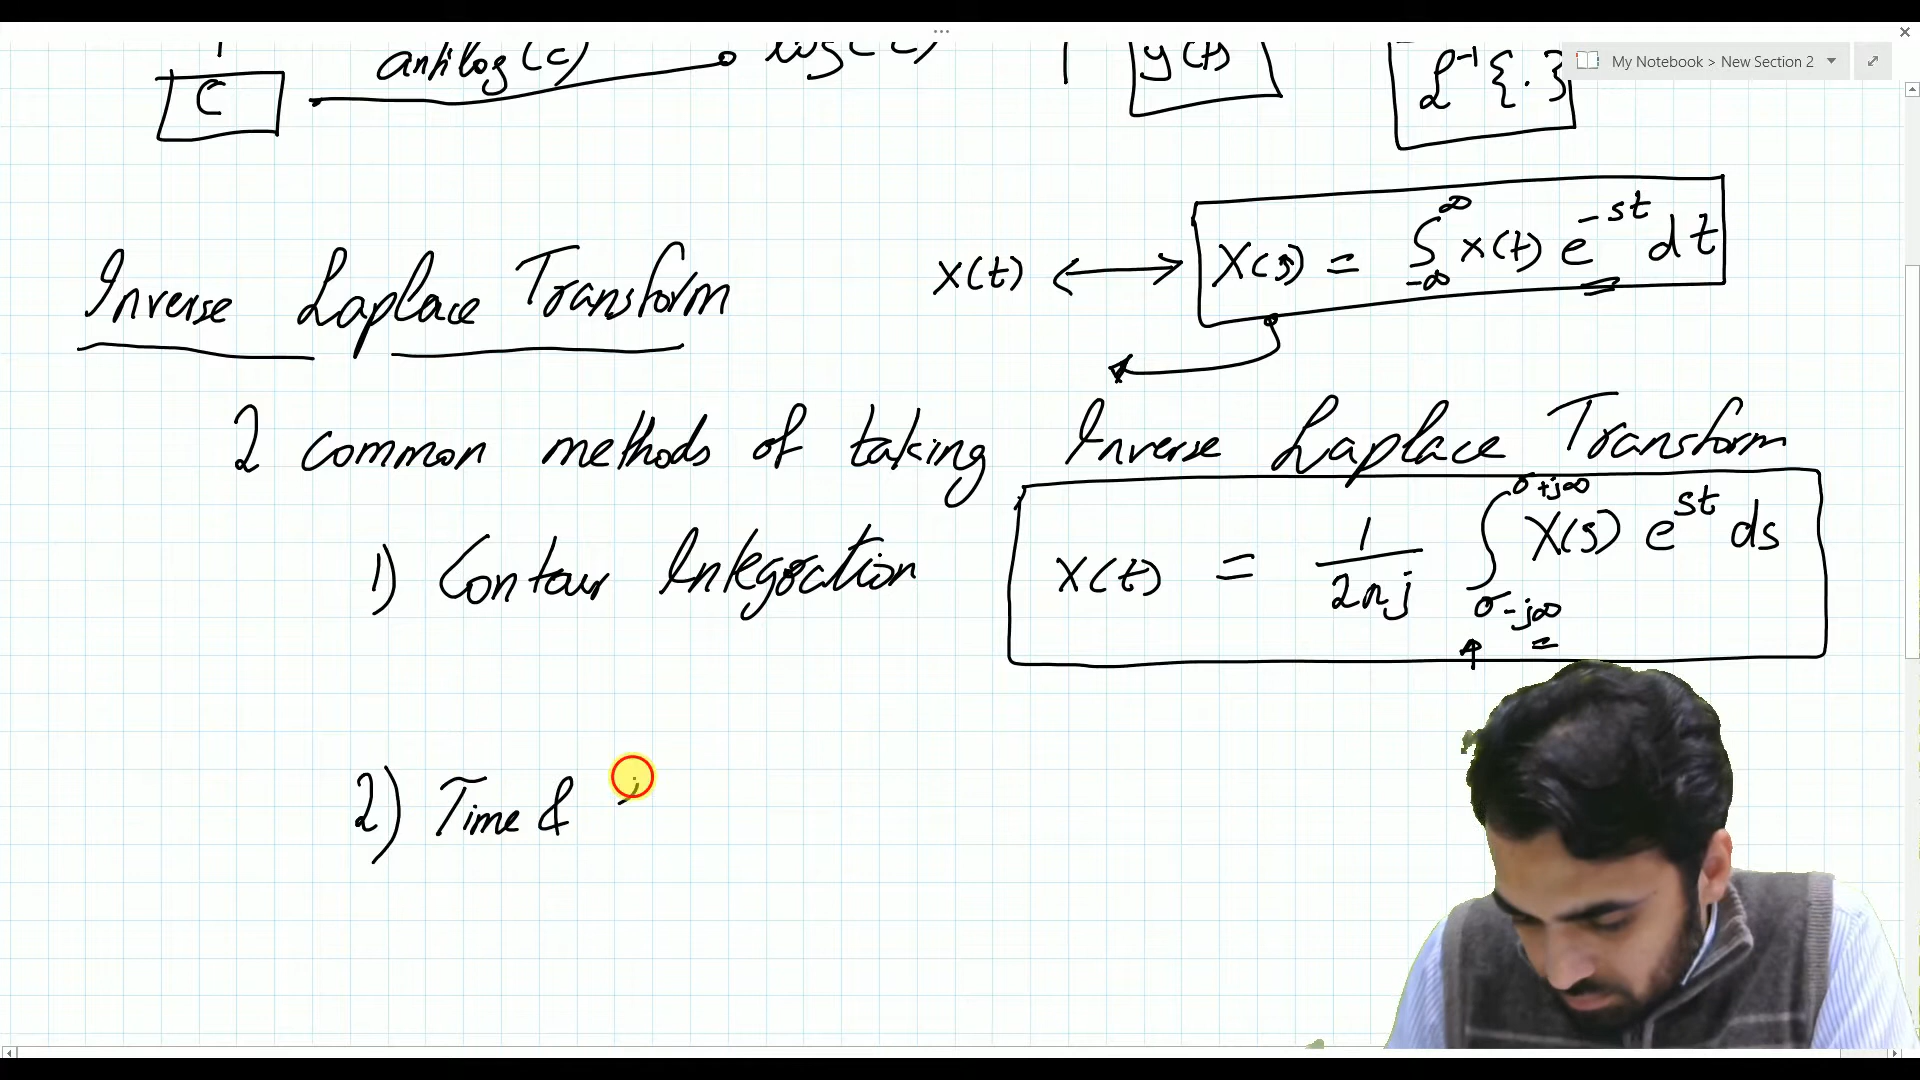 antilog(c)
C
y(t)
ℒ⁻¹{.}
My Notebook > New Section 2
Inverse Laplace Transform
x(t) ⟷ X(s) = ∫_{-∞}^{∞} x(t) e^{-st} dt
2 common methods of taking Inverse Laplace Transform
1) Contour Integration
x(t) = 1/(2πj) ∫_{σ-j∞}^{σ+j∞} X(s) e^{st} ds
2) Time &